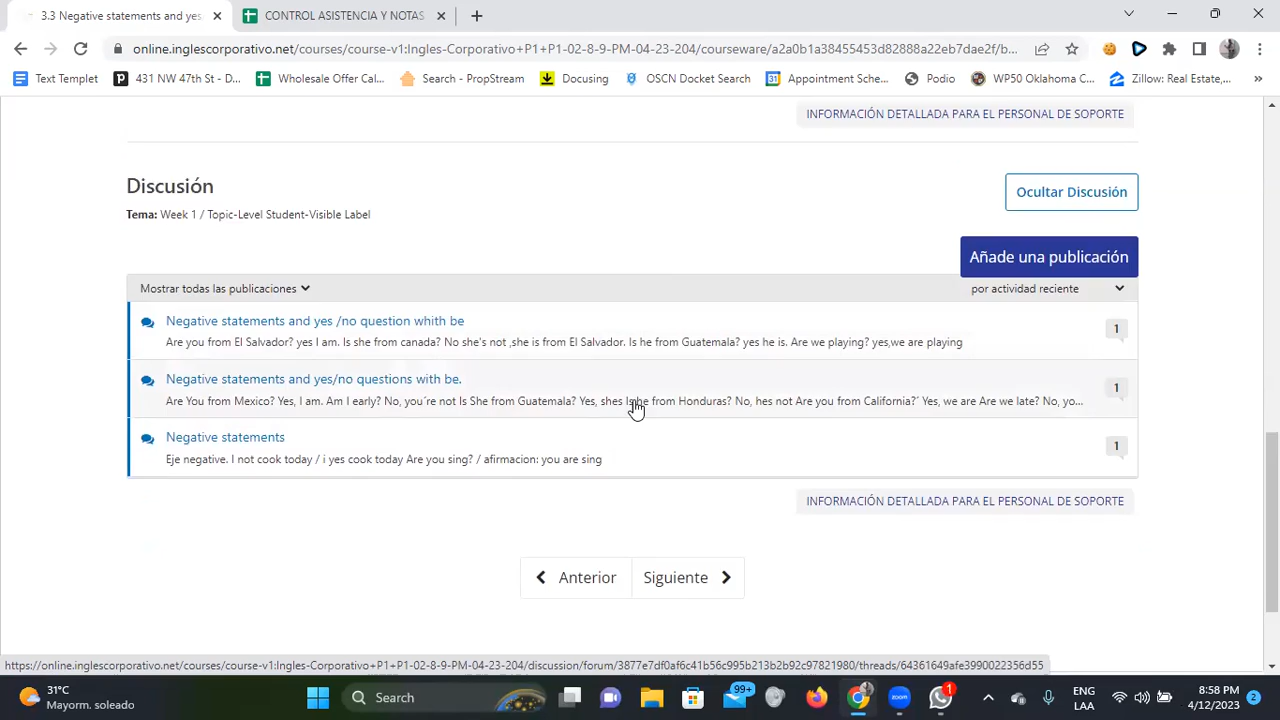 3.3 Negative statements and yes
CONTROL ASISTENCIA Y NOTAS
online.inglescorporativo.net/courses/course-v1:Ingles-Corporativo+P1+P1-02-8-9-PM-04-23-204/courseware/a2a0b1a38455453d82888a22eb7dae2f/b...
Text Templet
431 NW 47th St - D...
Wholesale Offer Cal...
Search - PropStream
Docusing
OSCN Docket Search
Appointment Sche...
Podio
WP50 Oklahoma C...
Zillow: Real Estate,...
INFORMACIÓN DETALLADA PARA EL PERSONAL DE SOPORTE
Discusión
Ocultar Discusión
Tema: Week 1 / Topic-Level Student-Visible Label
Añade una publicación
Mostrar todas las publicaciones
por actividad reciente
Negative statements and yes /no question whith be
Are you from El Salvador? yes I am. Is she from canada? No she's not ,she is from EL Salvador. Is he from Guatemala? yes he is. Are we playing? yes,we are playing
1
Negative statements and yes/no questions with be.
Are You from Mexico? Yes, I am. Am I early? No, you´re not Is She from Guatemala? Yes, shes Is he from Honduras? No, hes not Are you from California?¨ Yes, we are Are we late? No, yo...
1
Negative statements
Eje negative. I not cook today / i yes cook today Are you sing? / afirmacion: you are sing
1
INFORMACIÓN DETALLADA PARA EL PERSONAL DE SOPORTE
Anterior
Siguiente
https://online.inglescorporativo.net/courses/course-v1:Ingles-Corporativo+P1+P1-02-8-9-PM-04-23-204/discussion/forum/3877e7df0af6c41b56c995b213b2b92c97821980/threads/64361649afe3990022356d55
31°C
Mayorm. soleado
Search
99+
1
ENG
LAA
8:58 PM
4/12/2023
2